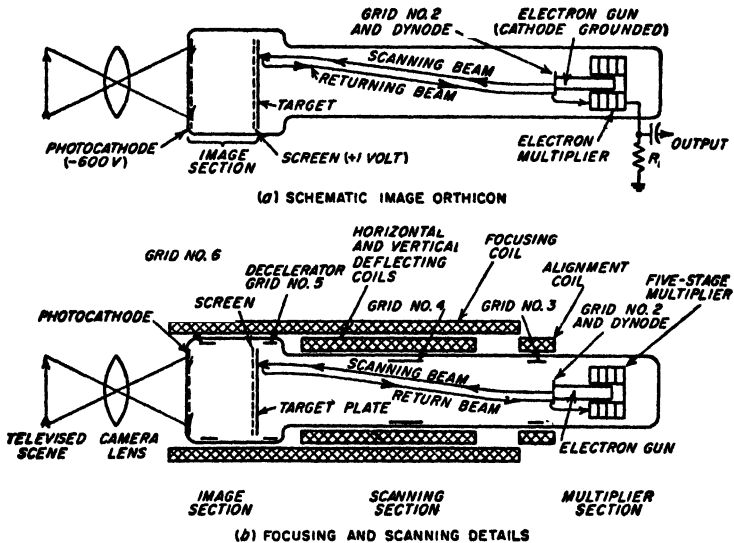 GRID NO. 2
AND DYNODE
ELECTRON GUN
(CATHODE GROUNDED)
SCANNING BEAM
RETURNING BEAM
TARGET
PHOTOCATHODE
(-600 V)
IMAGE
SECTION
SCREEN (+1 VOLT)
ELECTRON
MULTIPLIER
R1
OUTPUT
(a) SCHEMATIC IMAGE ORTHICON
GRID NO. 6
HORIZONTAL
AND VERTICAL
DEFLECTING
COILS
FOCUSING
COIL
DECELERATOR
GRID NO. 5
ALIGNMENT
COIL
FIVE-STAGE
MULTIPLIER
SCREEN
GRID NO. 4
GRID NO. 3
GRID NO. 2
AND DYNODE
PHOTOCATHODE
SCANNING BEAM
RETURN BEAM
TARGET PLATE
TELEVISED
SCENE
CAMERA
LENS
ELECTRON GUN
IMAGE
SECTION
SCANNING
SECTION
MULTIPLIER
SECTION
(b) FOCUSING AND SCANNING DETAILS